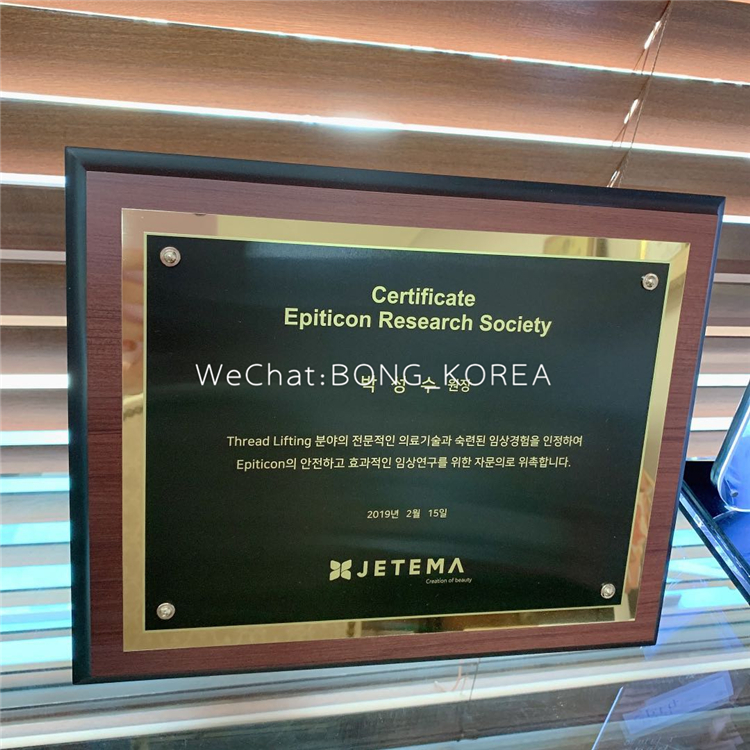 Certificate
Epiticon Research Society
WeChat:BONG_KOREA
박 성 수 원장
Thread Lifting 분야의 전문적인 의료기술과 숙련된 임상경험을 인정하여
Epiticon의 안전하고 효과적인 임상연구를 위한 자문의로 위촉합니다.
2019년 2월 15일
JETEMA
Creation of beauty